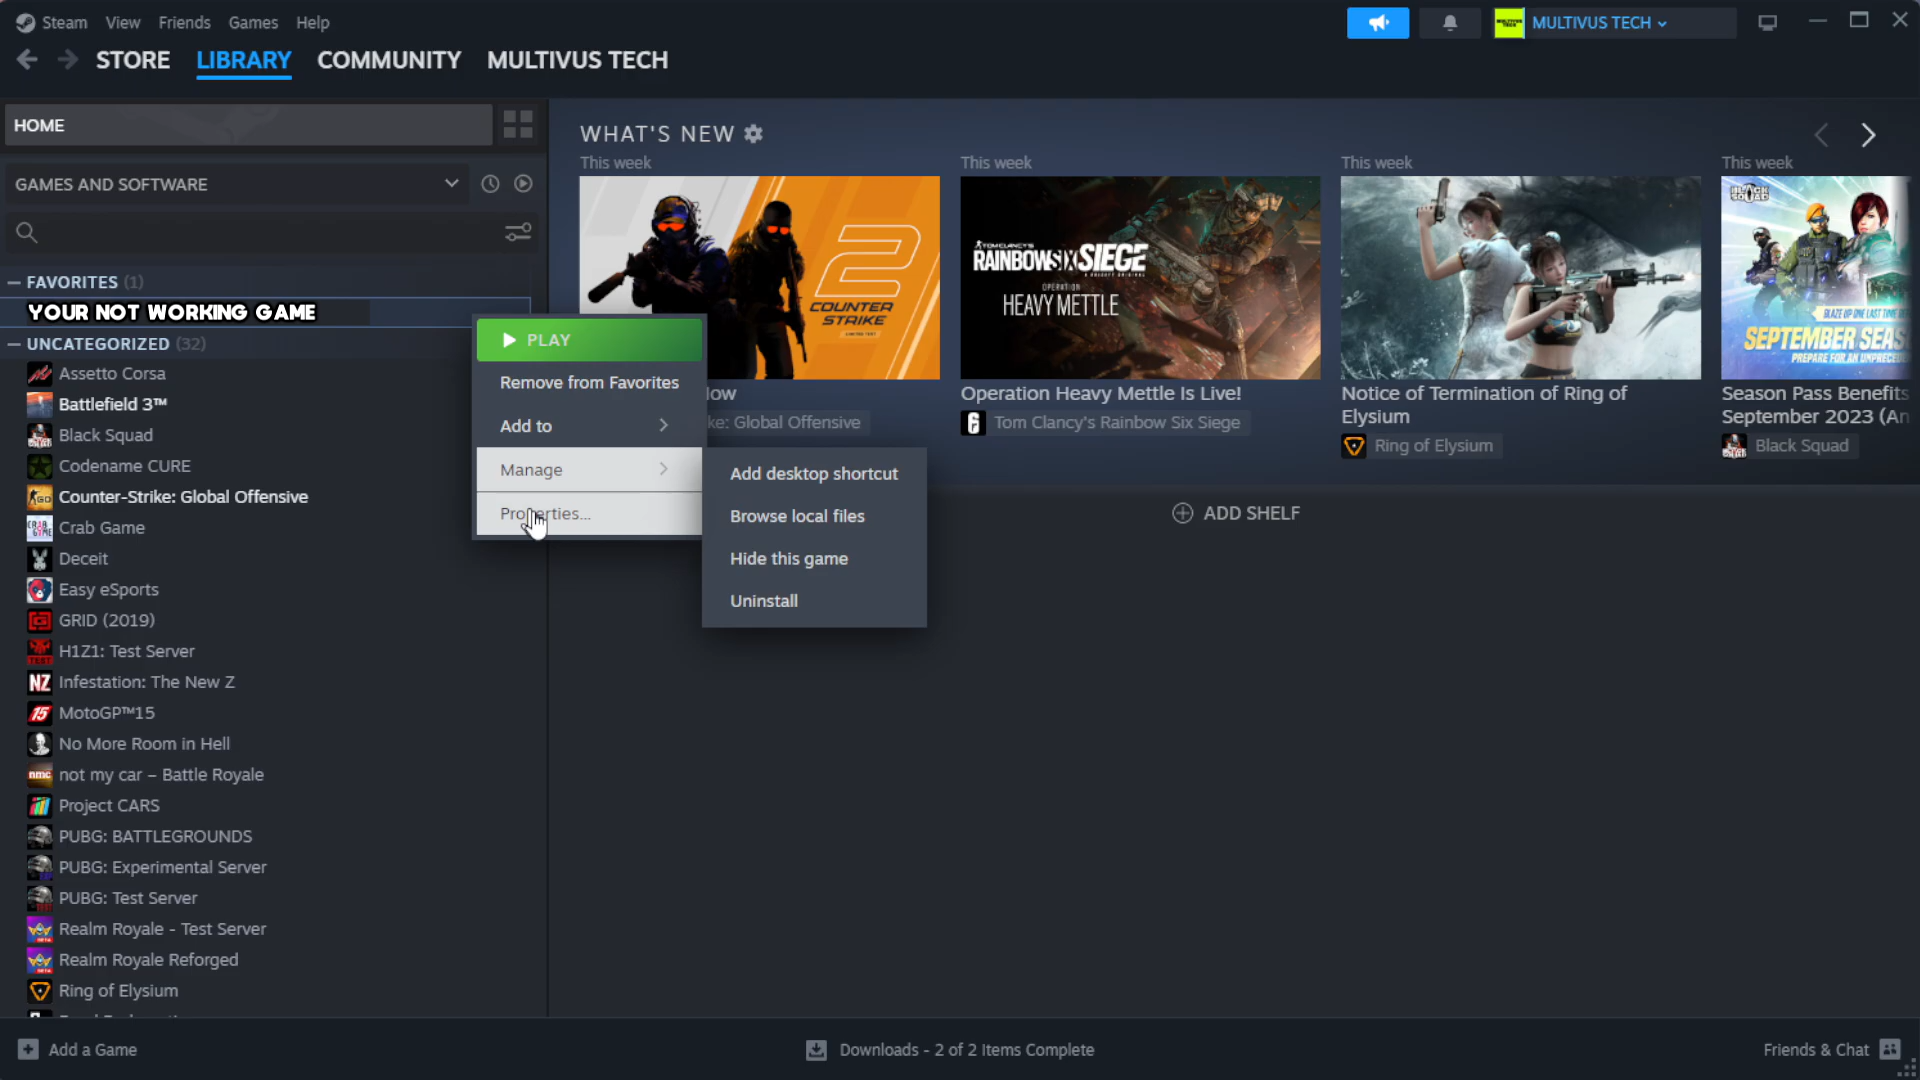 Steam View Friends Games Help
MULTIVUS TECH
STORE LIBRARY COMMUNITY MULTIVUS TECH
HOME
GAMES AND SOFTWARE
FAVORITES (1)
YOUR NOT WORKING GAME
UNCATEGORIZED (32)
Assetto Corsa
Battlefield 3™
Black Squad
Codename CURE
Counter-Strike: Global Offensive
Crab Game
Deceit
Easy eSports
GRID (2019)
H1Z1: Test Server
Infestation: The New Z
MotoGP™15
No More Room in Hell
not my car – Battle Royale
Project CARS
PUBG: BATTLEGROUNDS
PUBG: Experimental Server
PUBG: Test Server
Realm Royale - Test Server
Realm Royale Reforged
Ring of Elysium
PLAY
Remove from Favorites
Add to
Manage
Properties...
Add desktop shortcut
Browse local files
Hide this game
Uninstall
WHAT'S NEW
This week
2
COUNTER
STRIKE
ke: Global Offensive
This week
TOM CLANCY'S
RAINBOW SIX SIEGE
OPERATION
HEAVY METTLE
Operation Heavy Mettle Is Live!
Tom Clancy's Rainbow Six Siege
This week
Notice of Termination of Ring of
Elysium
Ring of Elysium
This week
BLACK
SQUAD
SEPTEMBER SEAS
Season Pass Benefits
September 2023 (An
Black Squad
ADD SHELF
Add a Game
Downloads - 2 of 2 Items Complete
Friends & Chat